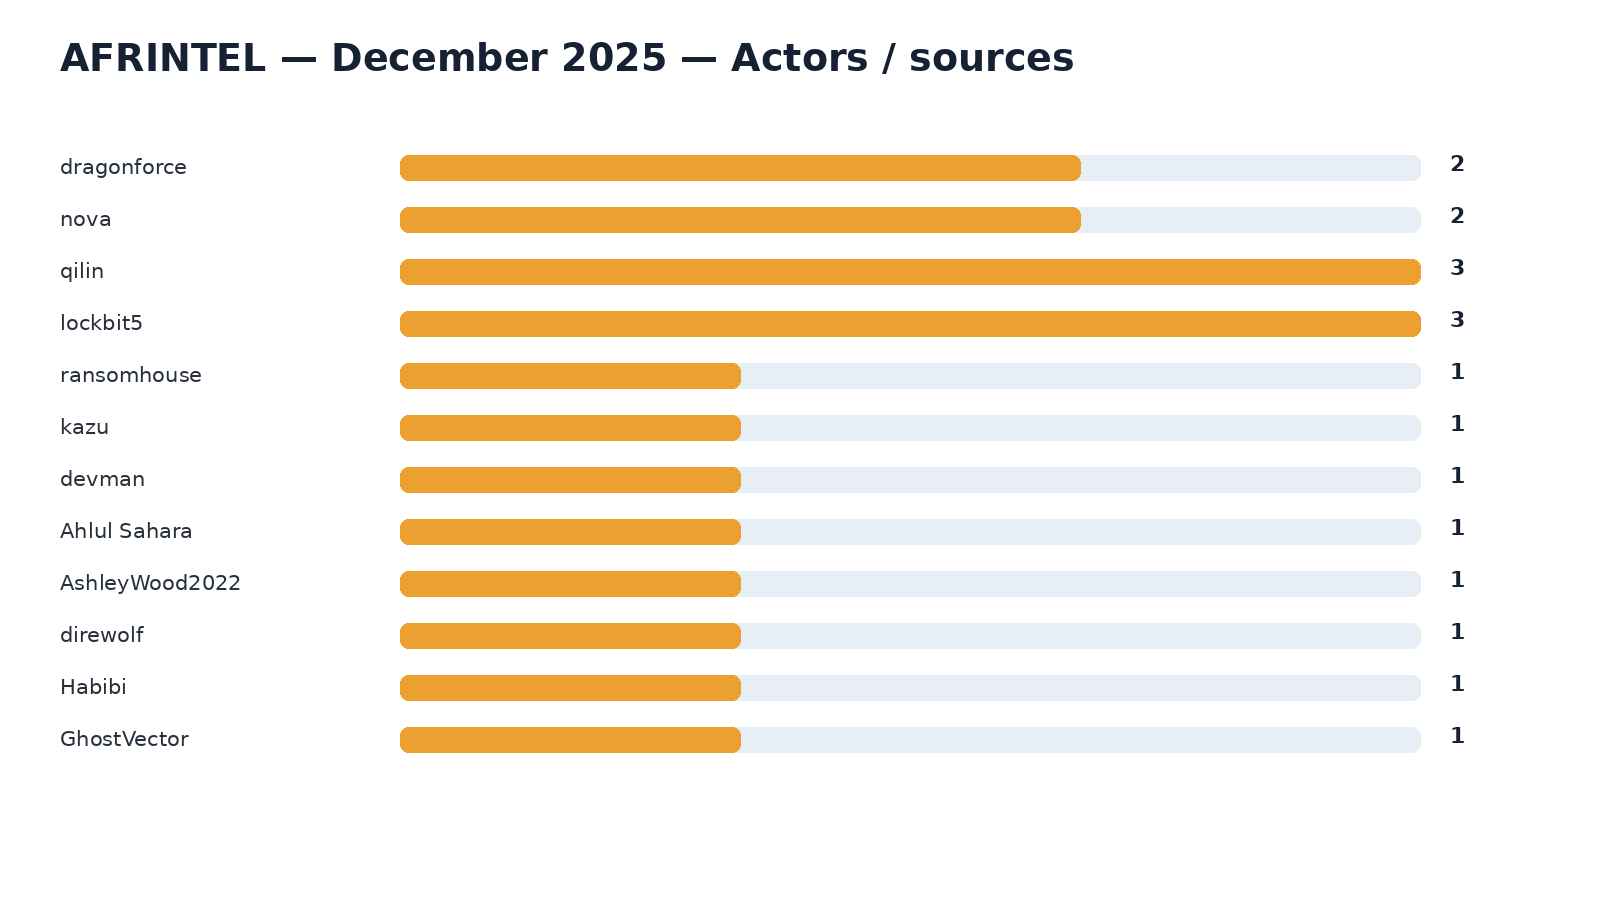 AFRINTEL — December 2025 — Actors / sources
dragonforce 2
nova 2
qilin 3
lockbit5 3
ransomhouse 1
kazu 1
devman 1
Ahlul Sahara 1
AshleyWood2022 1
direwolf 1
Habibi 1
GhostVector 1